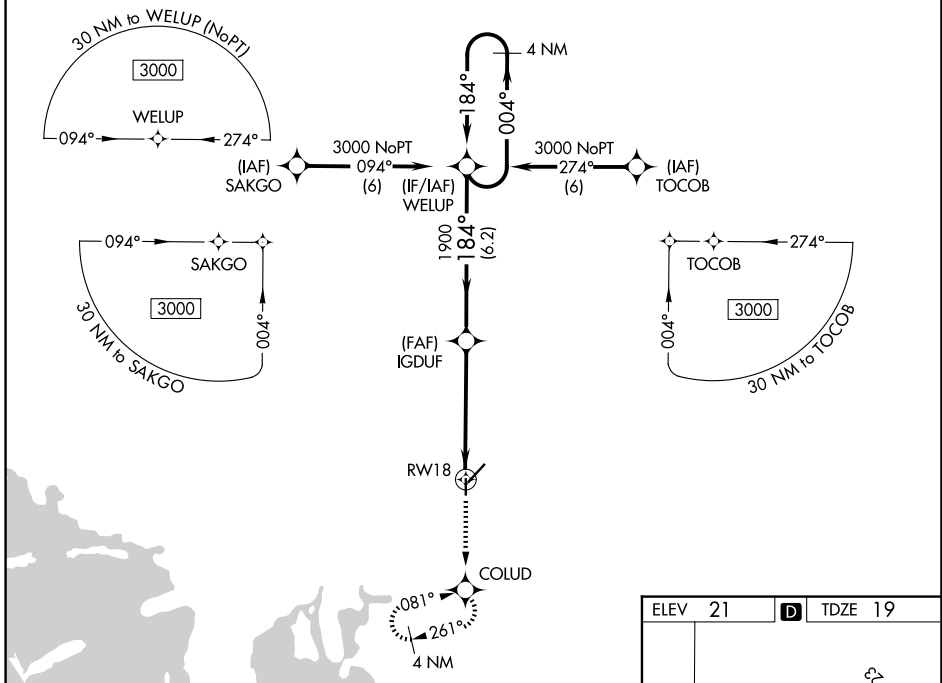 30 NM to WELUP (NoPT)
3000
WELUP
094°
274°
4 NM
184°
004°
3000 NoPT
094°
(6)
(IAF)
SAKGO
(IF/IAF)
WELUP
3000 NoPT
274°
(6)
(IAF)
TOCOB
1900
184°
(6.2)
094°
SAKGO
3000
004°
30 NM to SAKGO
274°
TOCOB
3000
004°
30 NM to TOCOB
(FAF)
IGDUF
RW18
COLUD
081°
261°
4 NM
ELEV 21 D TDZE 19
23